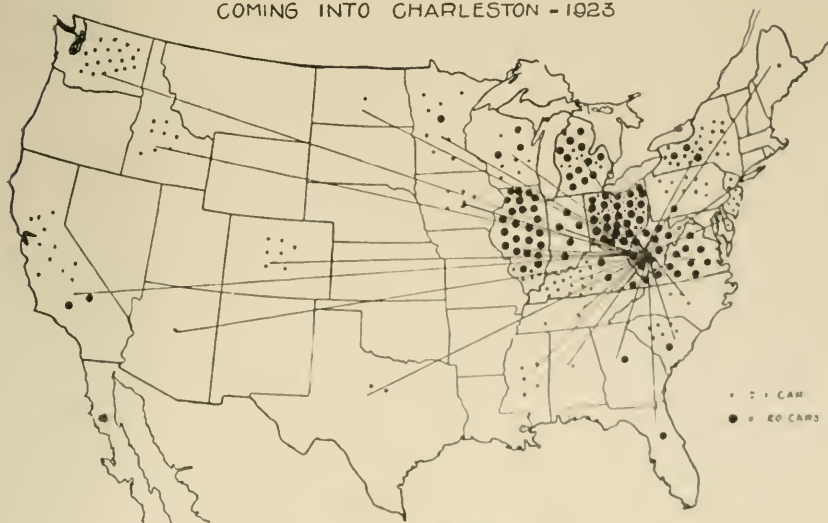 COMING INTO CHARLESTON - 1923
• = 1 CAR
● = 20 CARS